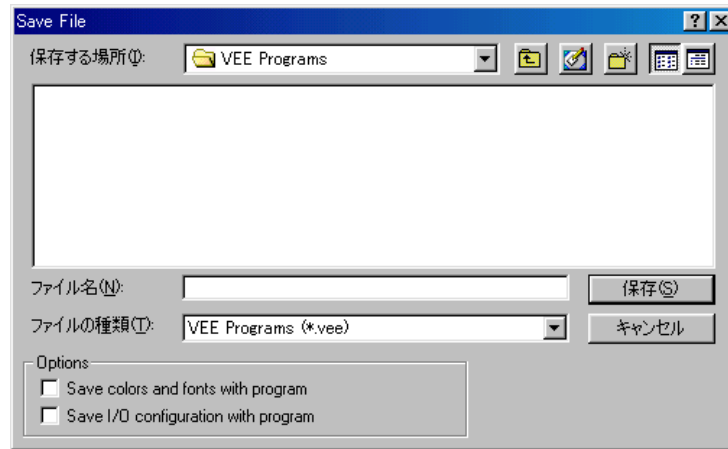 Save File
保存する場所(I): VEE Programs
ファイル名(N): 保存(S)
ファイルの種類(T): VEE Programs (*.vee) キャンセル
Options
Save colors and fonts with program
Save I/O configuration with program